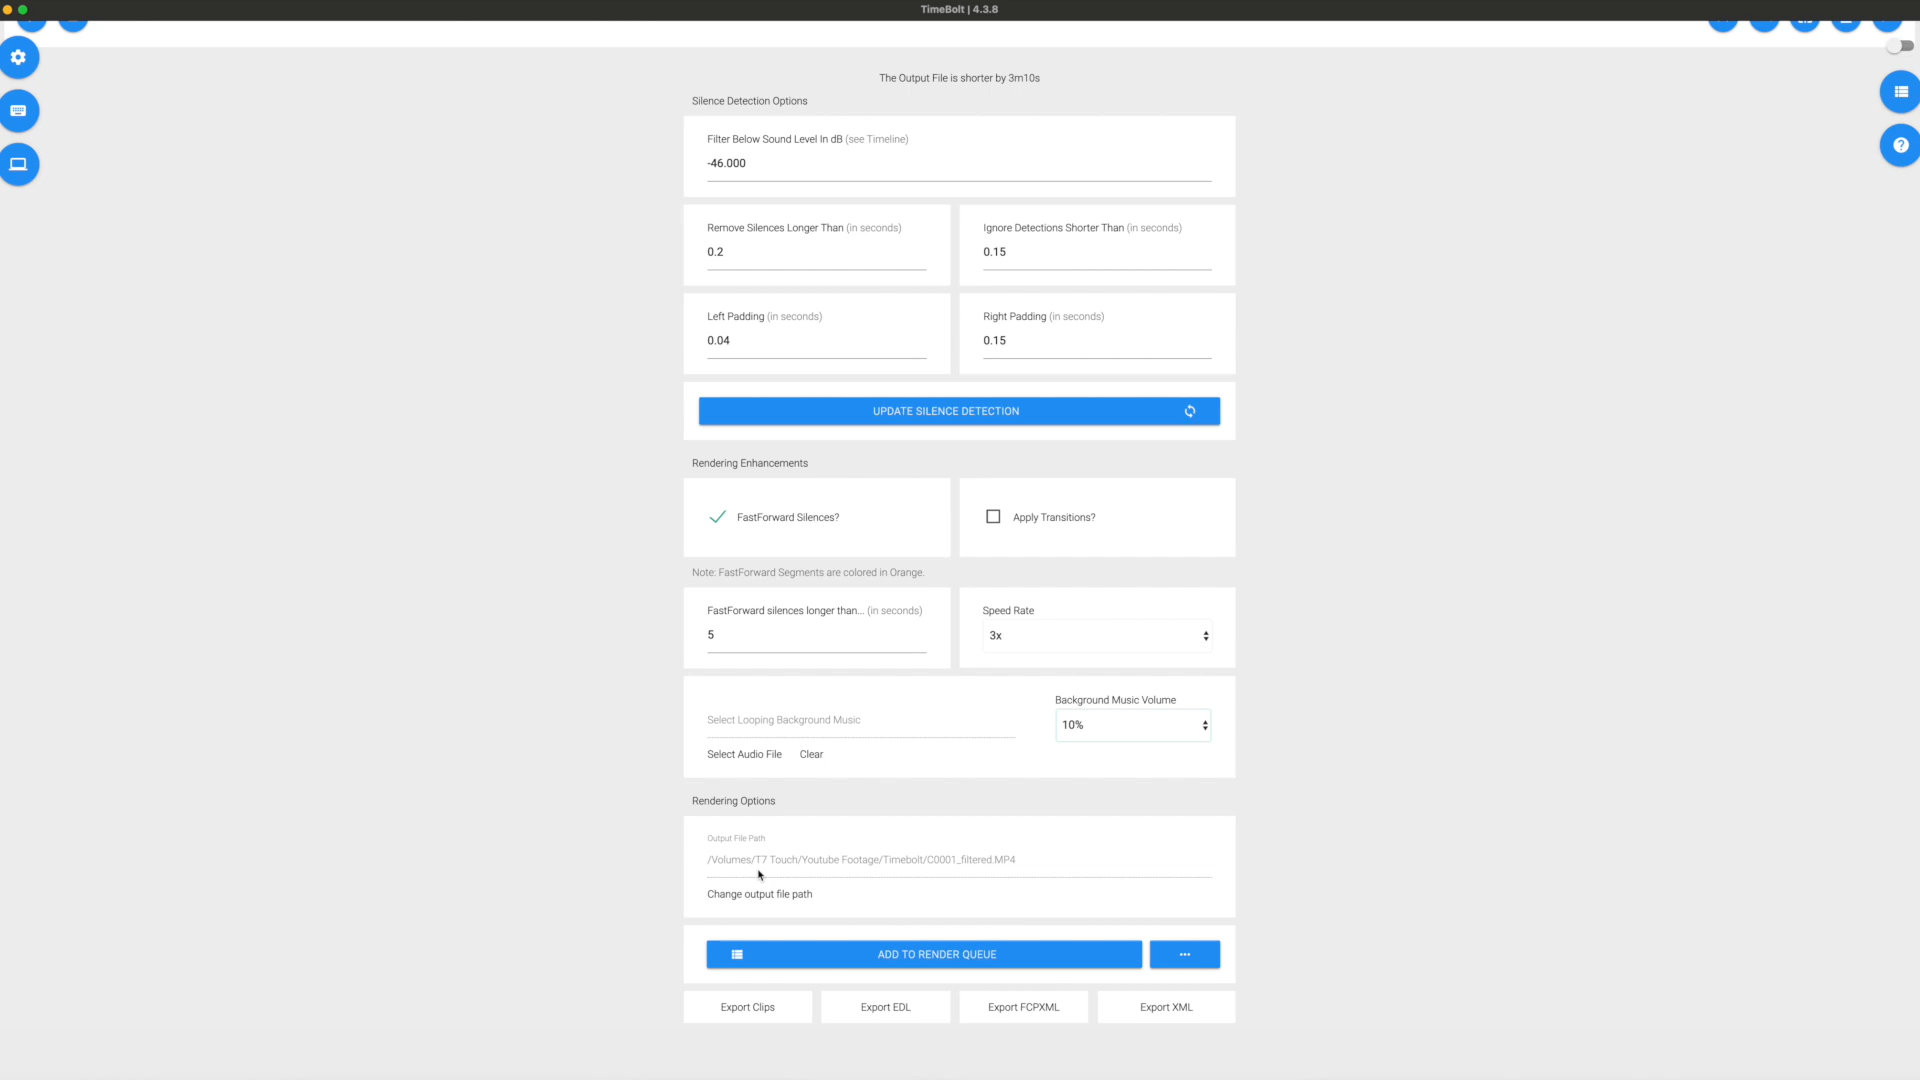 TimeBolt | 4.3.8
The Output File is shorter by 3m10s
Silence Detection Options
Filter Below Sound Level In dB (see Timeline)
-46.000
Remove Silences Longer Than (in seconds)
0.2
Ignore Detections Shorter Than (in seconds)
0.15
Left Padding (in seconds)
0.04
Right Padding (in seconds)
0.15
UPDATE SILENCE DETECTION
Rendering Enhancements
FastForward Silences?
Apply Transitions?
Note: FastForward Segments are colored in Orange.
FastForward silences longer than... (in seconds)
5
Speed Rate
3x
Select Looping Background Music
Select Audio File Clear
Background Music Volume
10%
Rendering Options
Output File Path
/Volumes/T7 Touch/Youtube Footage/Timebolt/C0001_filtered.MP4
Change output file path
ADD TO RENDER QUEUE
Export Clips
Export EDL
Export FCPXML
Export XML